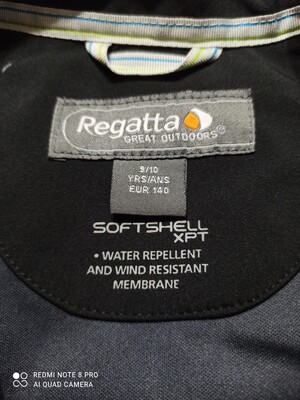 Regatta
GREAT OUTDOORS®
9/10
YRS/ANS
EUR 140
SOFTSHELL
XPT
• WATER REPELLENT
AND WIND RESISTANT
MEMBRANE
REDMI NOTE 8 PRO
AI QUAD CAMERA